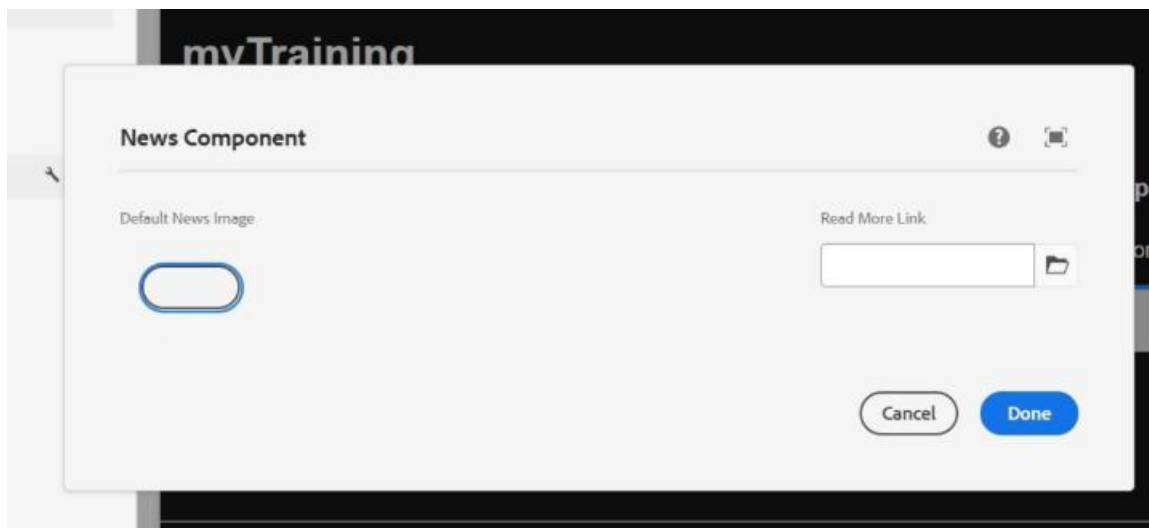 myTraining
News Component
Default News Image
Read More Link
Cancel
Done